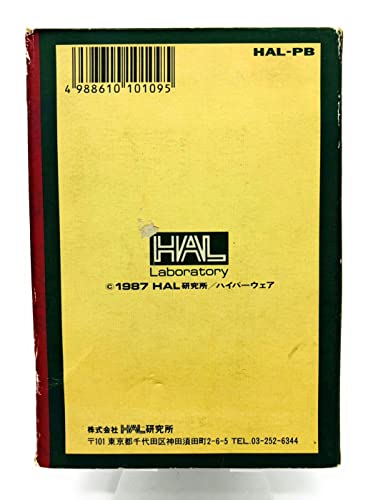 HAL-PB
4 988610 101095
HAL
Laboratory
©1987 HAL研究所/ハイパーウェア
株式会社 HAL研究所
〒101 東京都千代田区神田須田町2-6-5 TEL. 03-252-6344